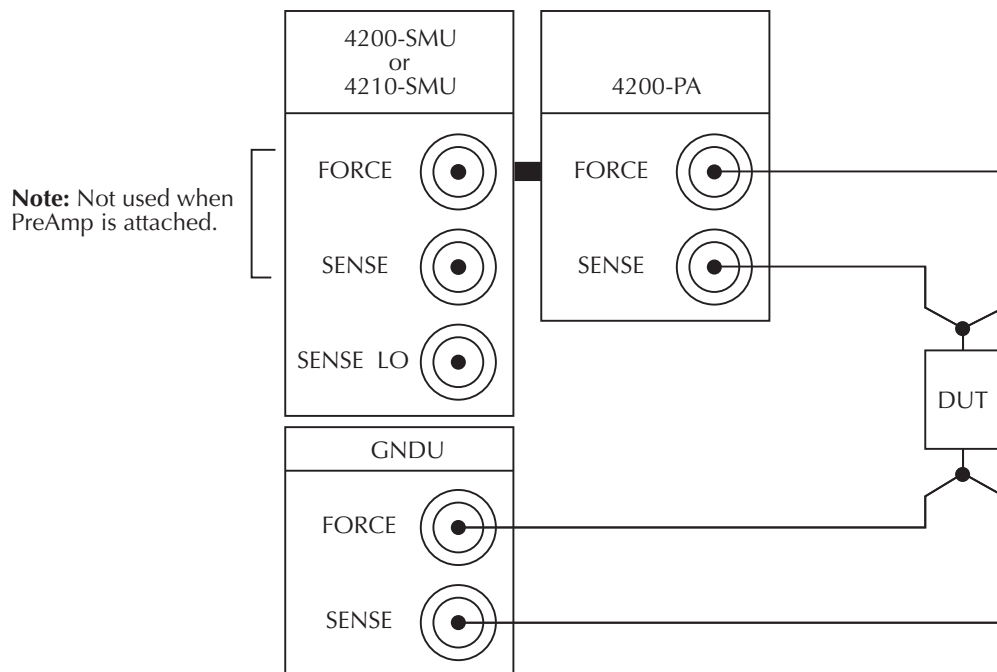 4200-SMU
or
4210-SMU
4200-PA
Note: Not used when
PreAmp is attached.
FORCE
SENSE
SENSE LO
FORCE
SENSE
DUT
GNDU
FORCE
SENSE